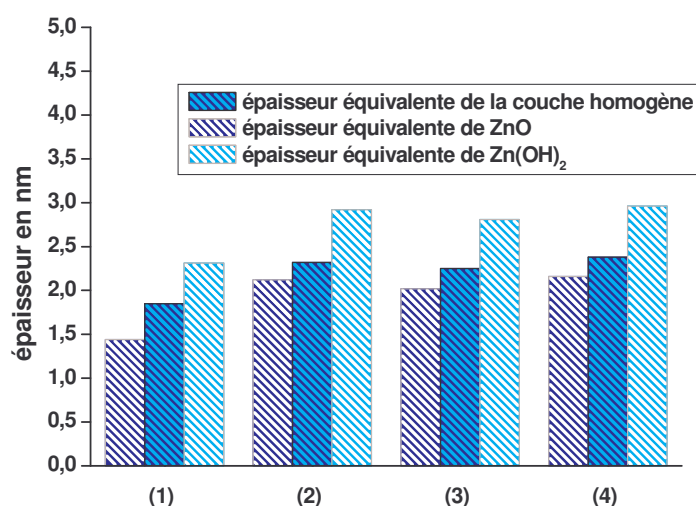 5,0
4,5
4,0
3,5
3,0
2,5
2,0
1,5
1,0
0,5
0,0
épaisseur en nm
épaisseur équivalente de la couche homogène
épaisseur équivalente de ZnO
épaisseur équivalente de Zn(OH)₂
(1) (2) (3) (4)